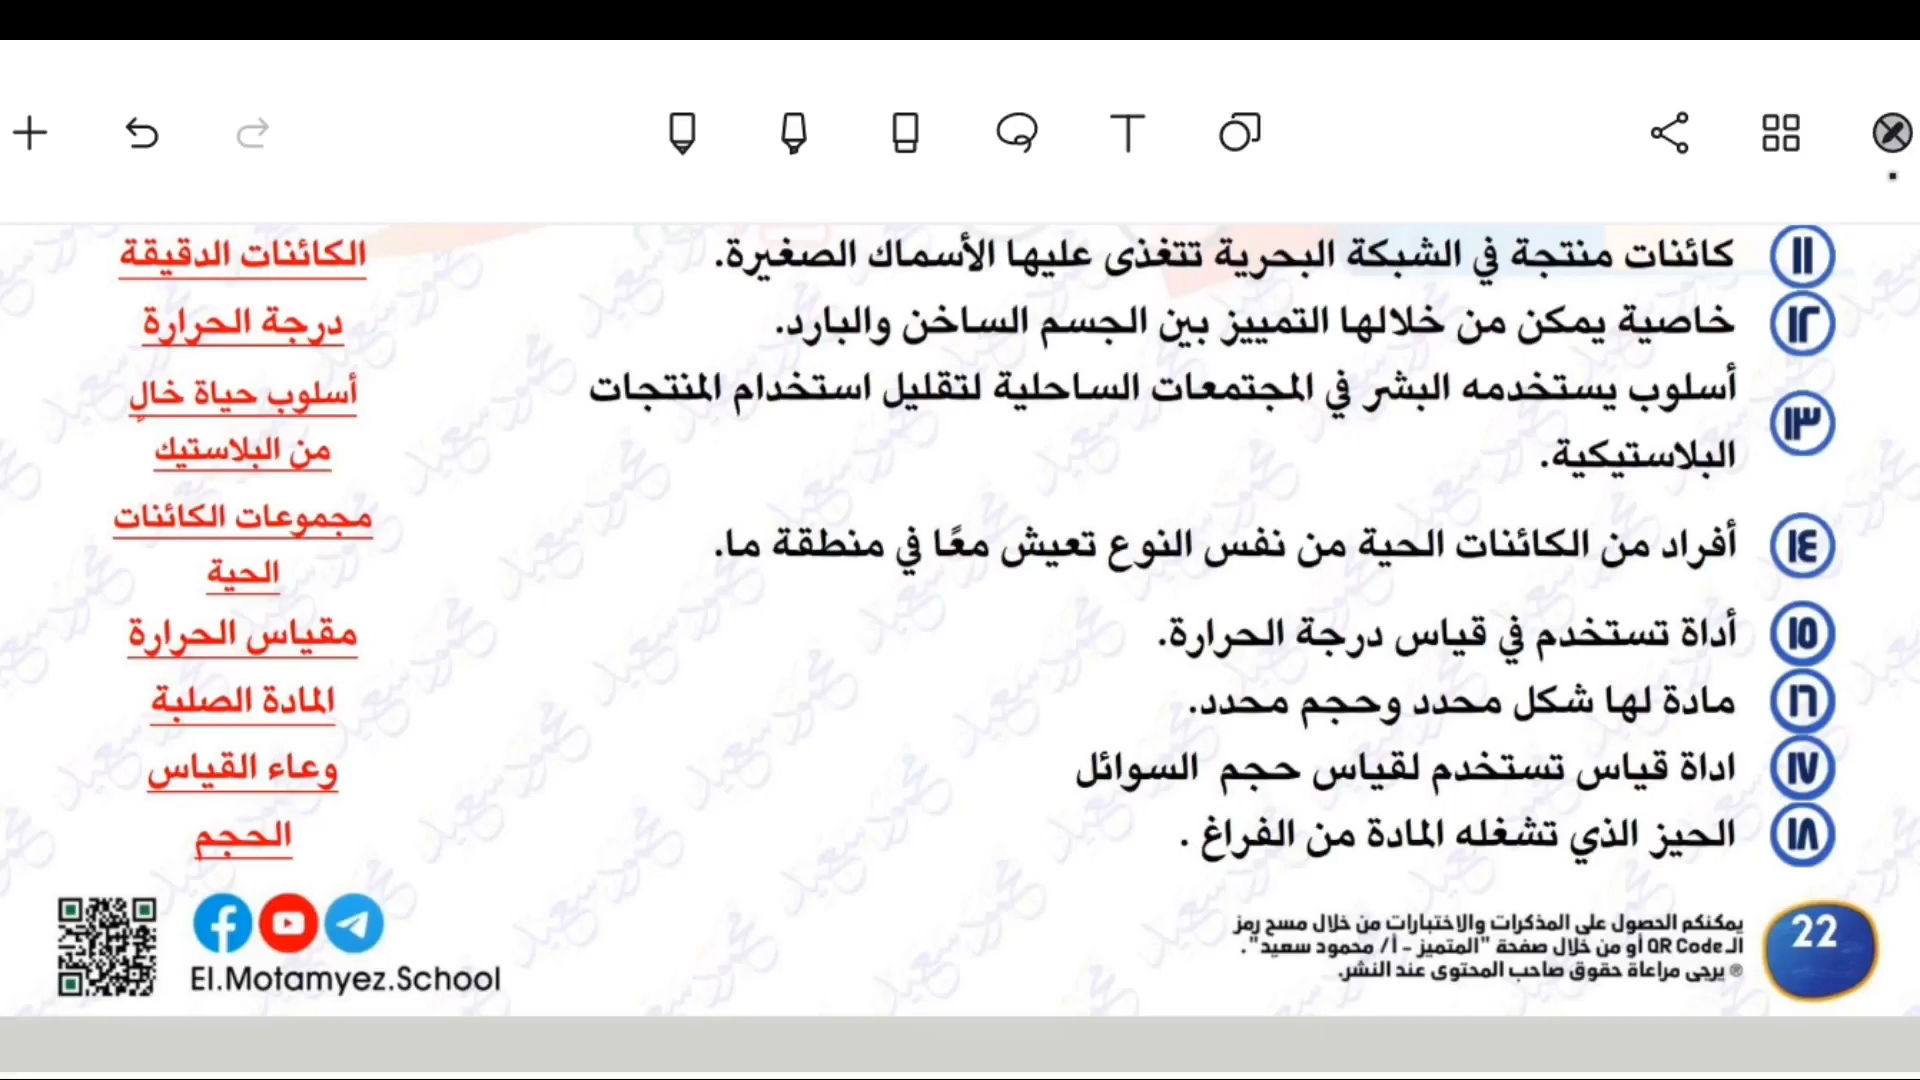 ١١ كائنات منتجة في الشبكة البحرية تتغذى عليها الأسماك الصغيرة. الكائنات الدقيقة
١٢ خاصية يمكن من خلالها التمييز بين الجسم الساخن والبارد. درجة الحرارة
١٣ أسلوب يستخدمه البشر في المجتمعات الساحلية لتقليل استخدام المنتجات
البلاستيكية.
أسلوب حياة خالٍ
من البلاستيك
١٤ أفراد من الكائنات الحية من نفس النوع تعيش معًا في منطقة ما.
مجموعات الكائنات
الحية
١٥ أداة تستخدم في قياس درجة الحرارة. مقياس الحرارة
١٦ مادة لها شكل محدد وحجم محدد. المادة الصلبة
١٧ اداة قياس تستخدم لقياس حجم السوائل وعاء القياس
١٨ الحيز الذي تشغله المادة من الفراغ . الحجم
22
يمكنكم الحصول على المذكرات والاختبارات من خلال مسح رمز
الـ QR Code أو من خلال صفحة "المتميز - أ/ محمود سعيد".
® يرجى مراعاة حقوق صاحب المحتوى عند النشر.
El.Motamyez.School